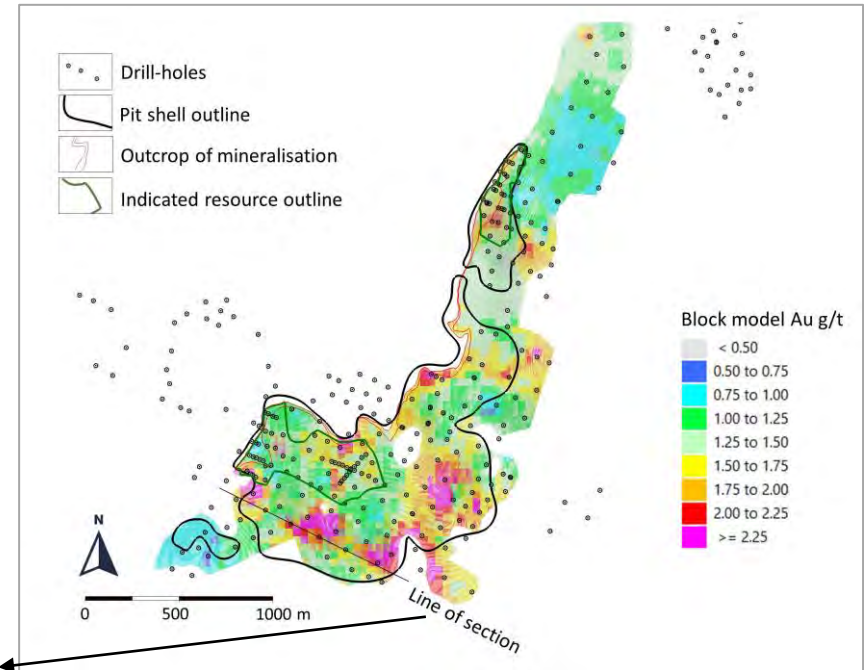 Drill-holes
Pit shell outline
Outcrop of mineralisation
Indicated resource outline
Block model Au g/t
< 0.50
0.50 to 0.75
0.75 to 1.00
1.00 to 1.25
1.25 to 1.50
1.50 to 1.75
1.75 to 2.00
2.00 to 2.25
>= 2.25
N
0 500 1000 m
Line of section